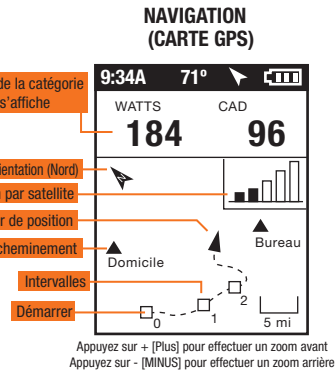 NAVIGATION
(CARTE GPS)
9:34A 71º
de la catégorie
s'affiche
WATTS CAD
184 96
ientation (Nord)
N
par satellite
r de position
cheminement
Bureau
Domicile
Intervalles
Démarrer
0 1 2
5 mi
Appuyez sur + [Plus] pour effectuer un zoom avant
Appuyez sur - [MINUS] pour effectuer un zoom arrière